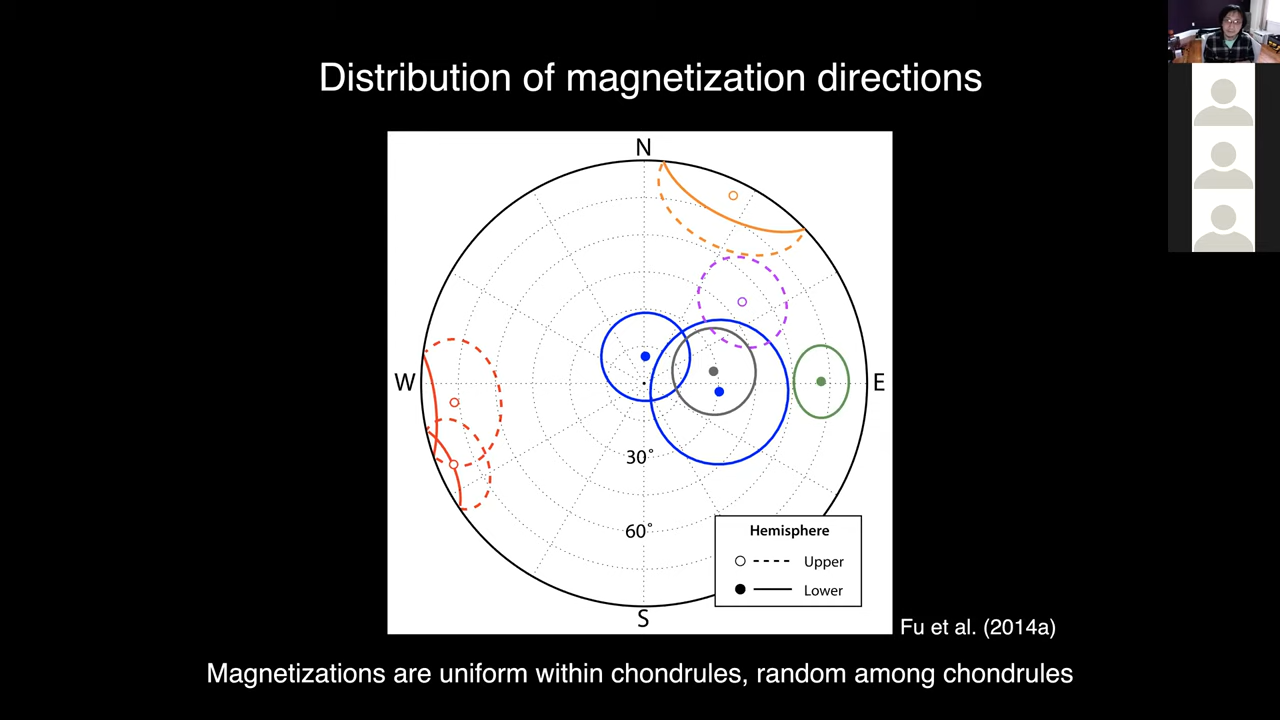 Distribution of magnetization directions
N
W
E
30°
60°
S
Hemisphere
Upper
Lower
Fu et al. (2014a)
Magnetizations are uniform within chondrules, random among chondrules